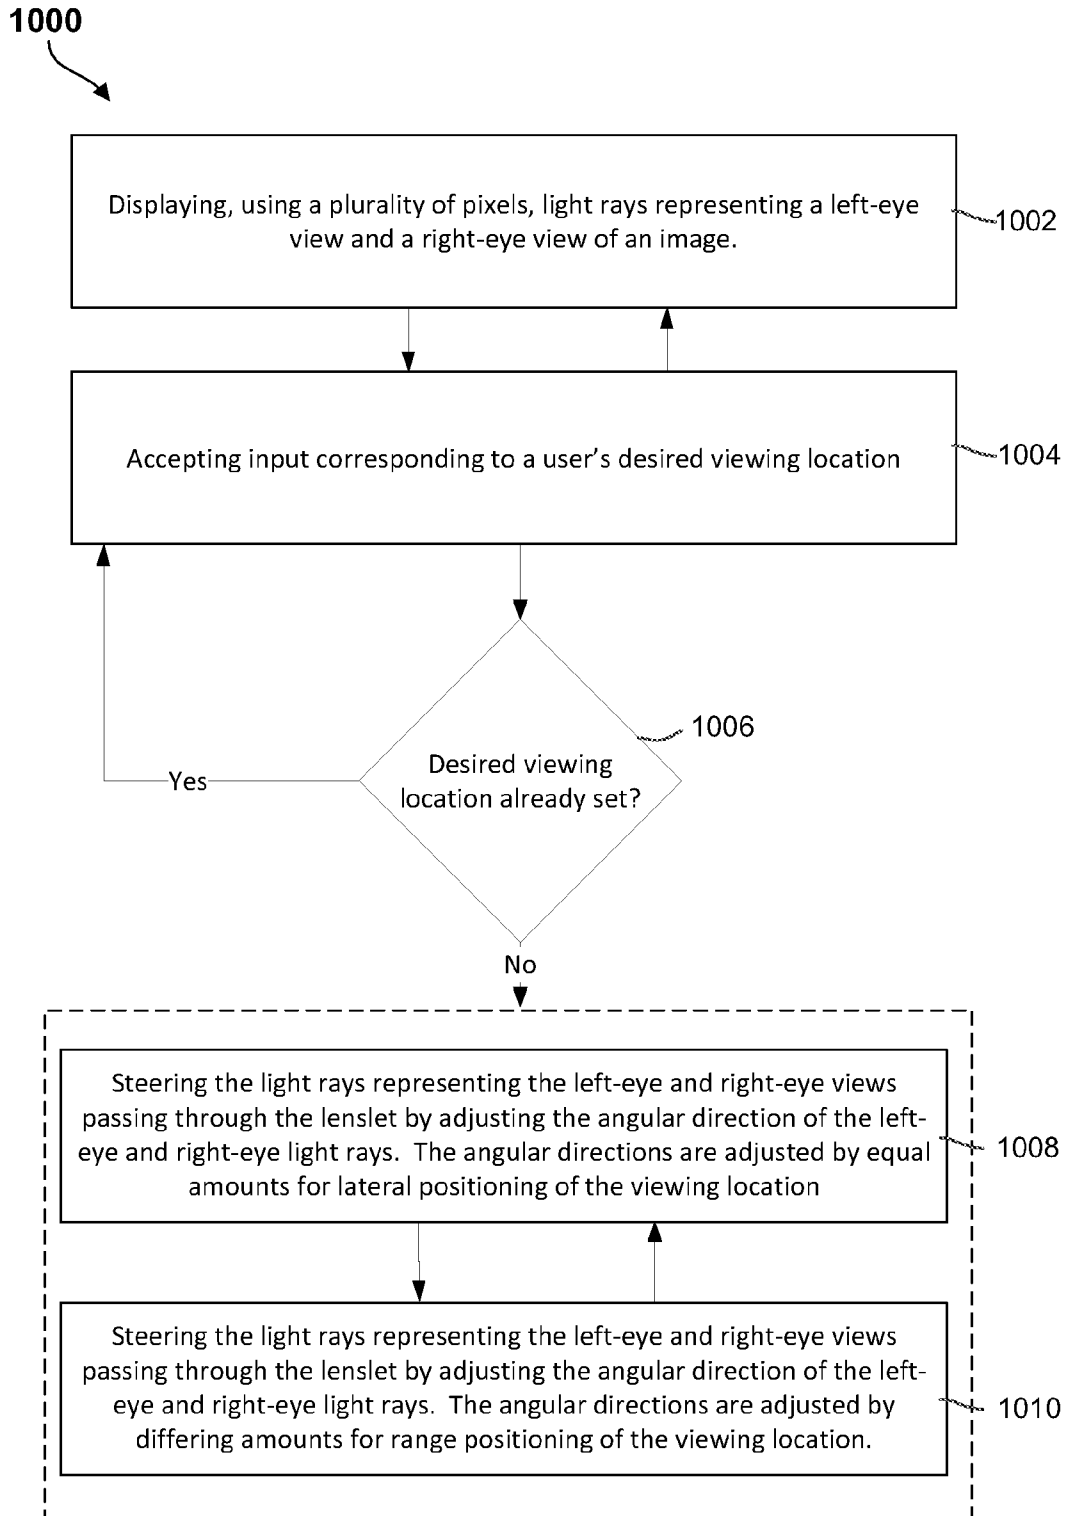 1000
Displaying, using a plurality of pixels, light rays representing a left-eye
view and a right-eye view of an image.
1002
Accepting input corresponding to a user's desired viewing location
1004
1006
Desired viewing
location already set?
Yes
No
Steering the light rays representing the left-eye and right-eye views
passing through the lenslet by adjusting the angular direction of the left-
eye and right-eye light rays.  The angular directions are adjusted by equal
amounts for lateral positioning of the viewing location
1008
Steering the light rays representing the left-eye and right-eye views
passing through the lenslet by adjusting the angular direction of the left-
eye and right-eye light rays.  The angular directions are adjusted by
differing amounts for range positioning of the viewing location.
1010